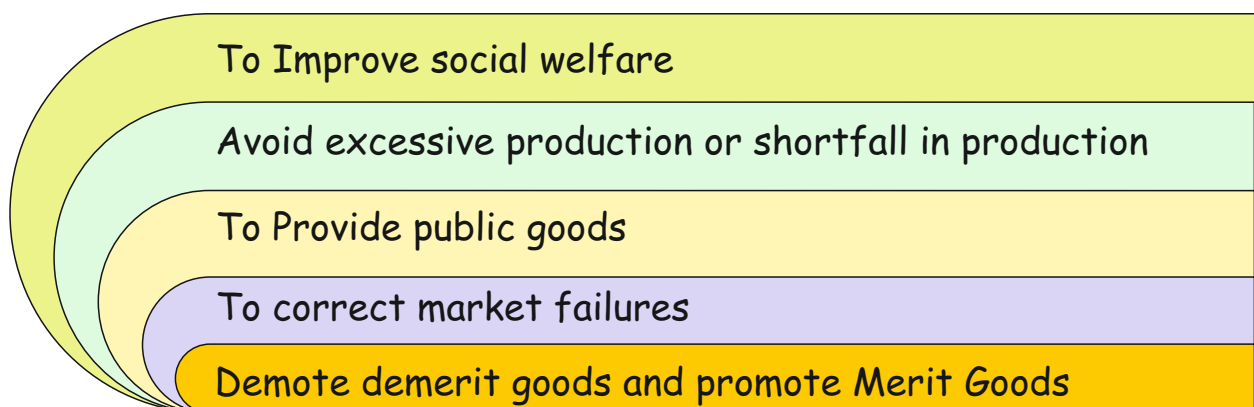 To Improve social welfare
Avoid excessive production or shortfall in production
To Provide public goods
To correct market failures
Demote demerit goods and promote Merit Goods